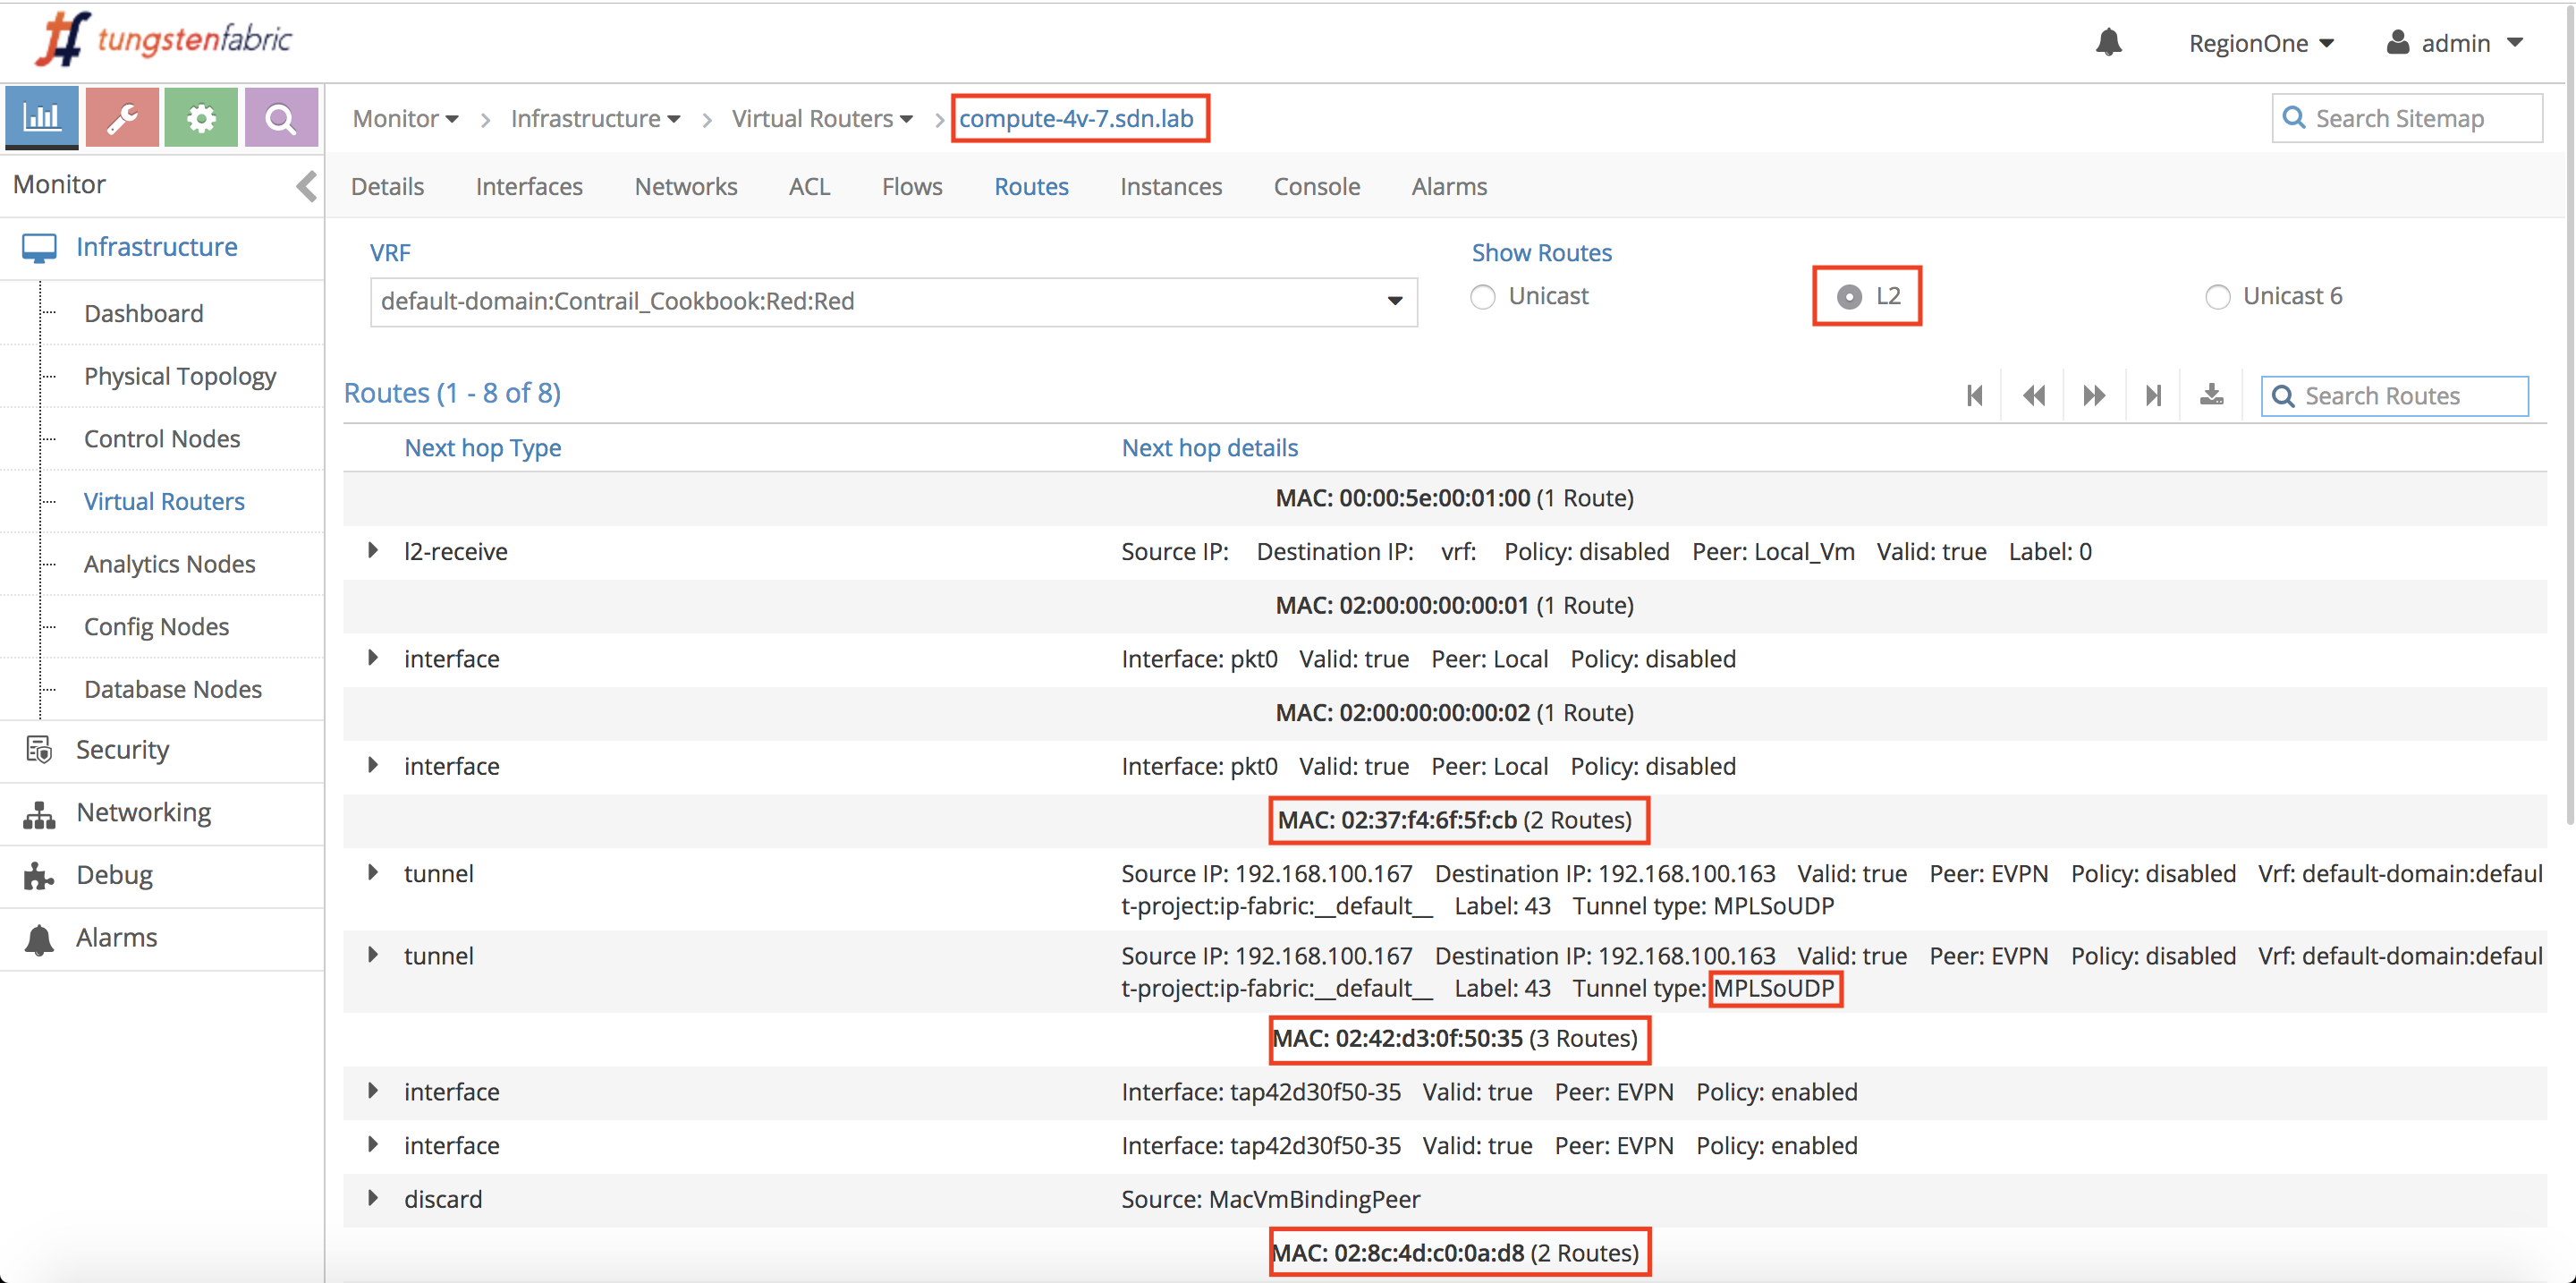 tungstenfabric
RegionOne admin
Monitor Infrastructure Virtual Routers compute-4v-7.sdn.lab
Search Sitemap
Monitor
Details Interfaces Networks ACL Flows Routes Instances Console Alarms
Infrastructure
Dashboard
Physical Topology
Control Nodes
Virtual Routers
Analytics Nodes
Config Nodes
Database Nodes
Security
Networking
Debug
Alarms
VRF
default-domain:Contrail_Cookbook:Red:Red
Show Routes
Unicast L2 Unicast 6
Routes (1 - 8 of 8)
Search Routes
Next hop Type Next hop details
MAC: 00:00:5e:00:01:00 (1 Route)
l2-receive Source IP: Destination IP: vrf: Policy: disabled Peer: Local_Vm Valid: true Label: 0
MAC: 02:00:00:00:00:01 (1 Route)
interface Interface: pkt0 Valid: true Peer: Local Policy: disabled
MAC: 02:00:00:00:00:02 (1 Route)
interface Interface: pkt0 Valid: true Peer: Local Policy: disabled
MAC: 02:37:f4:6f:5f:cb (2 Routes)
tunnel Source IP: 192.168.100.167 Destination IP: 192.168.100.163 Valid: true Peer: EVPN Policy: disabled Vrf: default-domain:defaul
t-project:ip-fabric:__default__ Label: 43 Tunnel type: MPLSoUDP
tunnel Source IP: 192.168.100.167 Destination IP: 192.168.100.163 Valid: true Peer: EVPN Policy: disabled Vrf: default-domain:defaul
t-project:ip-fabric:__default__ Label: 43 Tunnel type: MPLSoUDP
MAC: 02:42:d3:0f:50:35 (3 Routes)
interface Interface: tap42d30f50-35 Valid: true Peer: EVPN Policy: enabled
interface Interface: tap42d30f50-35 Valid: true Peer: EVPN Policy: enabled
discard Source: MacVmBindingPeer
MAC: 02:8c:4d:c0:0a:d8 (2 Routes)